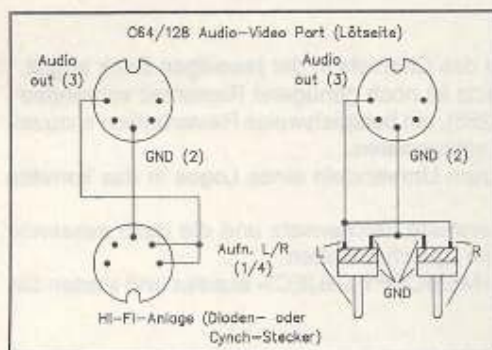 C64/128 Audio-Video Port (Lötseite)
Audio
out (3)
GND (2)
Aufn. L/R
(1/4)
HI-FI-Anlage (Dioden- oder
Cynch-Stecker)
Audio
out (3)
GND (2)
L
R
GND